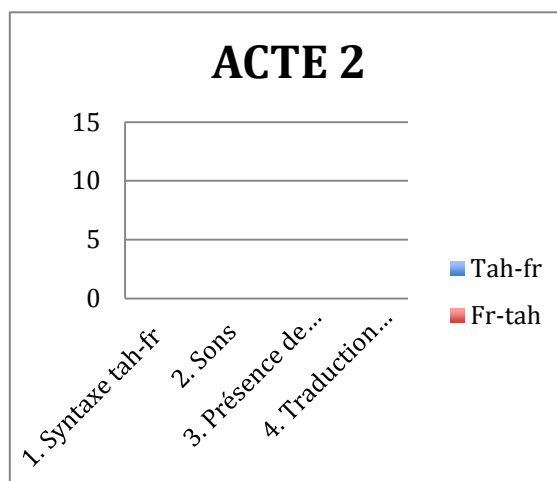 ACTE 2
15
10
5
0
1. Syntaxe tah-fr
2. Sons
3. Présence de...
4. Traduction...
Tah-fr
Fr-tah